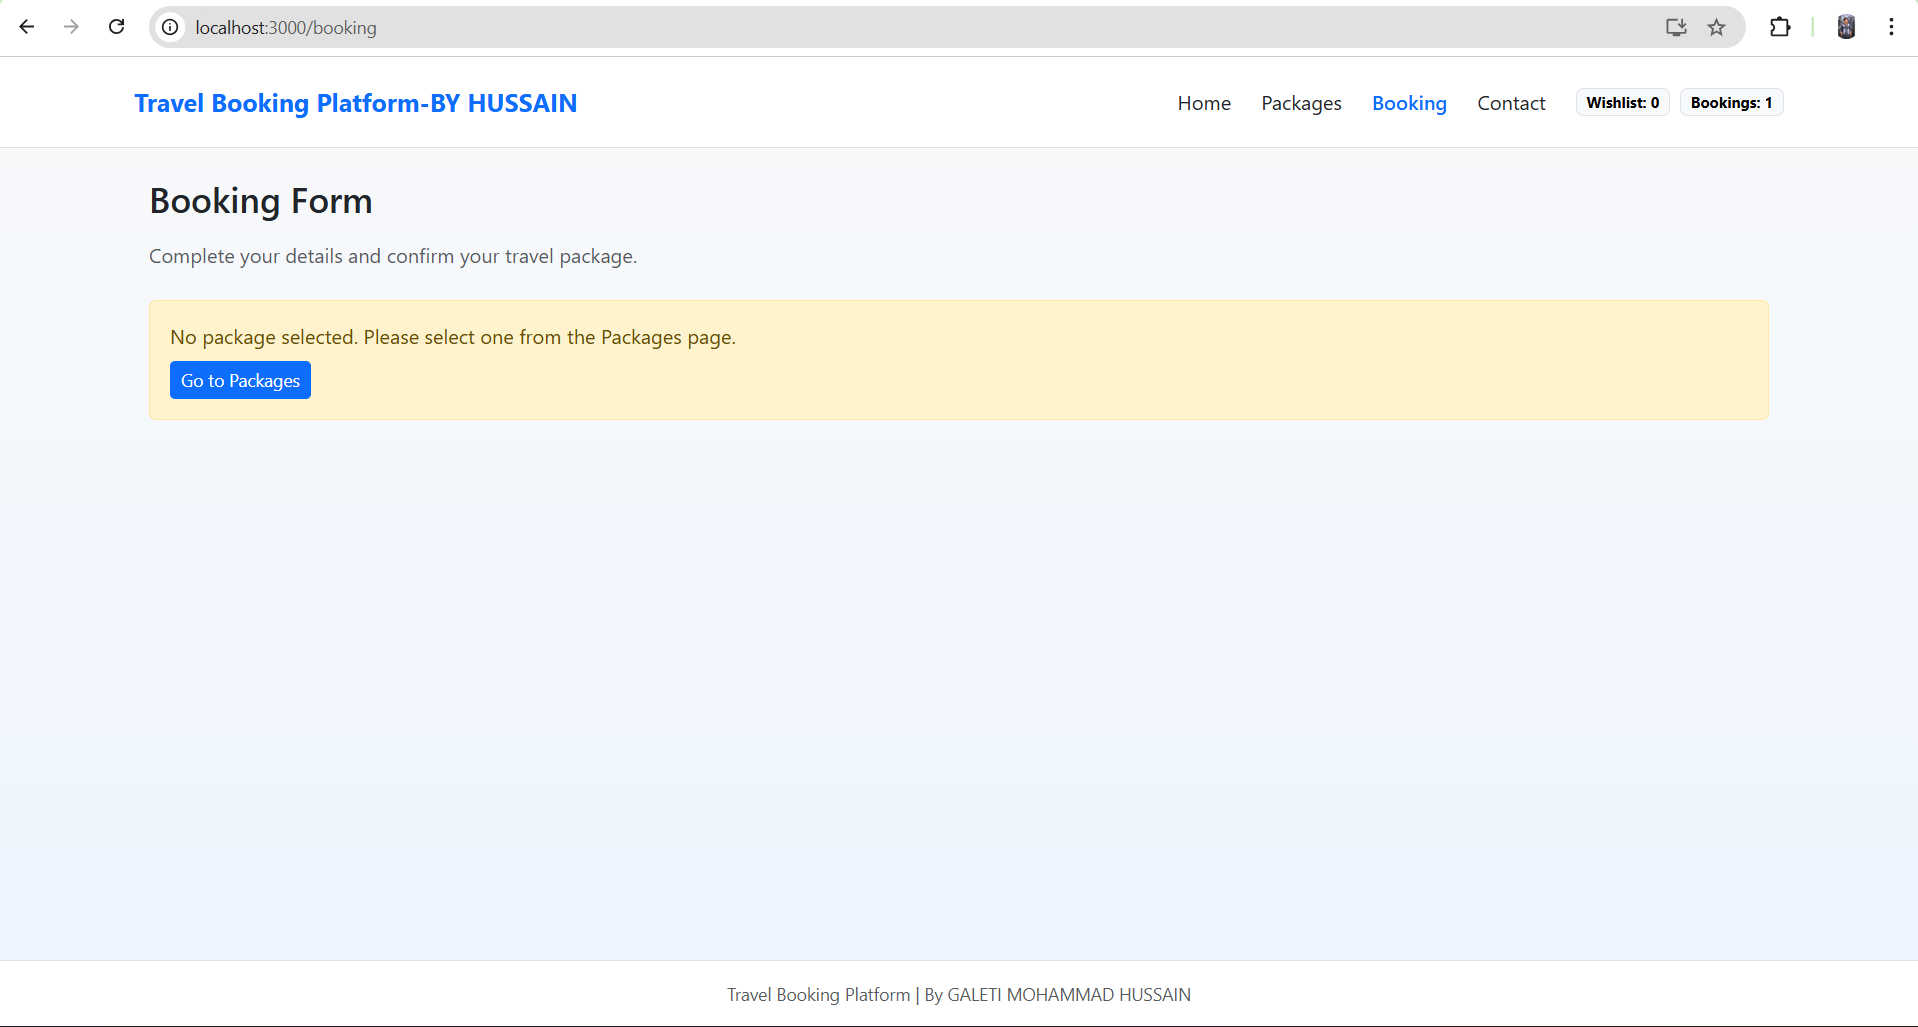 localhost:3000/booking
Travel Booking Platform-BY HUSSAIN
Home Packages Booking Contact Wishlist: 0 Bookings: 1
Booking Form
Complete your details and confirm your travel package.
No package selected. Please select one from the Packages page.
Go to Packages
Travel Booking Platform | By GALETI MOHAMMAD HUSSAIN